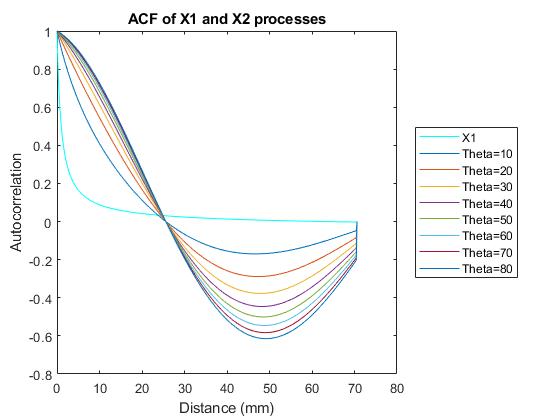 ACF of X1 and X2 processes
1
0.8
0.6
0.4
0.2
0
-0.2
-0.4
-0.6
-0.8
Autocorrelation
0 10 20 30 40 50 60 70 80
Distance (mm)
X1
Theta=10
Theta=20
Theta=30
Theta=40
Theta=50
Theta=60
Theta=70
Theta=80